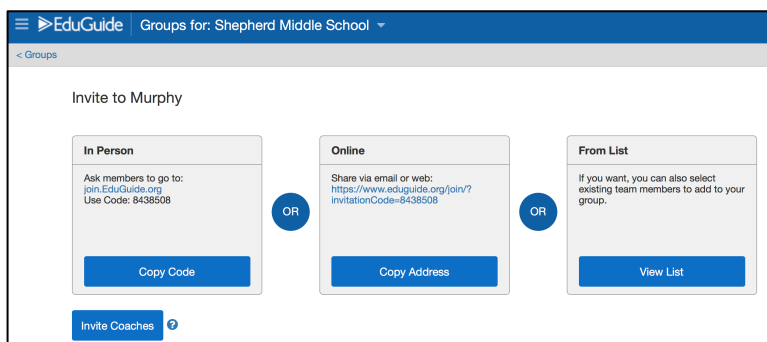 EduGuide Groups for: Shepherd Middle School
< Groups
Invite to Murphy
In Person
Ask members to go to:
join.EduGuide.org
Use Code: 8438508
Copy Code
OR
Online
Share via email or web:
https://www.eduguide.org/join/?
invitationCode=8438508
Copy Address
OR
From List
If you want, you can also select
existing team members to add to your
group.
View List
Invite Coaches ?